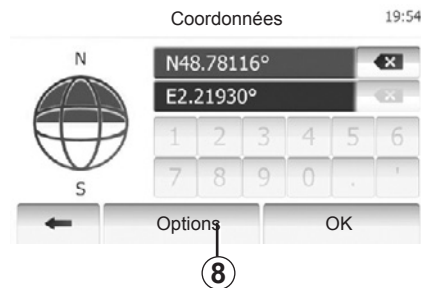 Coordonnées 19:54
N
N48.78116°
E2.21930°
1 2 3 4 5 6
7 8 9 0 . '
S
Options OK
8